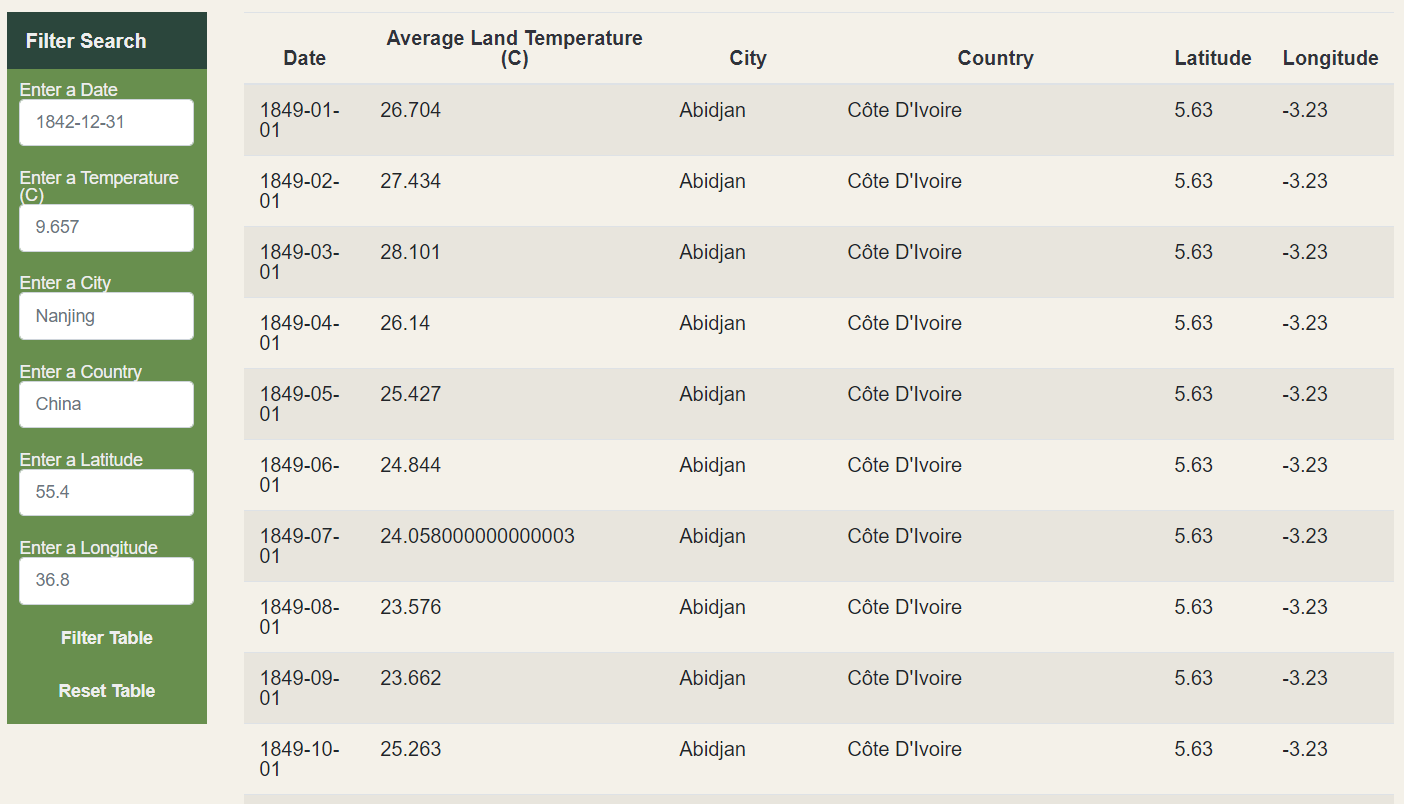 Filter Search
Enter a Date
1842-12-31
Enter a Temperature
(C)
9.657
Enter a City
Nanjing
Enter a Country
China
Enter a Latitude
55.4
Enter a Longitude
36.8
Filter Table
Reset Table
Date Average Land Temperature (C) City Country Latitude Longitude
1849-01-01 26.704 Abidjan Côte D'Ivoire 5.63 -3.23
1849-02-01 27.434 Abidjan Côte D'Ivoire 5.63 -3.23
1849-03-01 28.101 Abidjan Côte D'Ivoire 5.63 -3.23
1849-04-01 26.14 Abidjan Côte D'Ivoire 5.63 -3.23
1849-05-01 25.427 Abidjan Côte D'Ivoire 5.63 -3.23
1849-06-01 24.844 Abidjan Côte D'Ivoire 5.63 -3.23
1849-07-01 24.058000000000003 Abidjan Côte D'Ivoire 5.63 -3.23
1849-08-01 23.576 Abidjan Côte D'Ivoire 5.63 -3.23
1849-09-01 23.662 Abidjan Côte D'Ivoire 5.63 -3.23
1849-10-01 25.263 Abidjan Côte D'Ivoire 5.63 -3.23